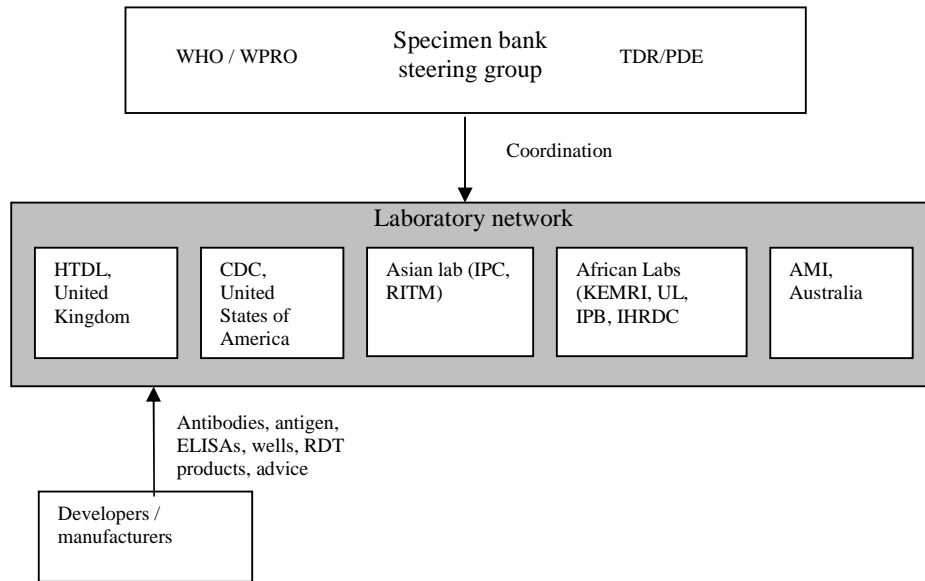 WHO / WPRO
Specimen bank
steering group
TDR/PDE
Coordination
Laboratory network
HTDL,
United
Kingdom
CDC,
United
States of
America
Asian lab (IPC,
RITM)
African Labs
(KEMRI, UL,
IPB, IHRDC
AMI,
Australia
Antibodies, antigen,
ELISAs, wells, RDT
products, advice
Developers /
manufacturers